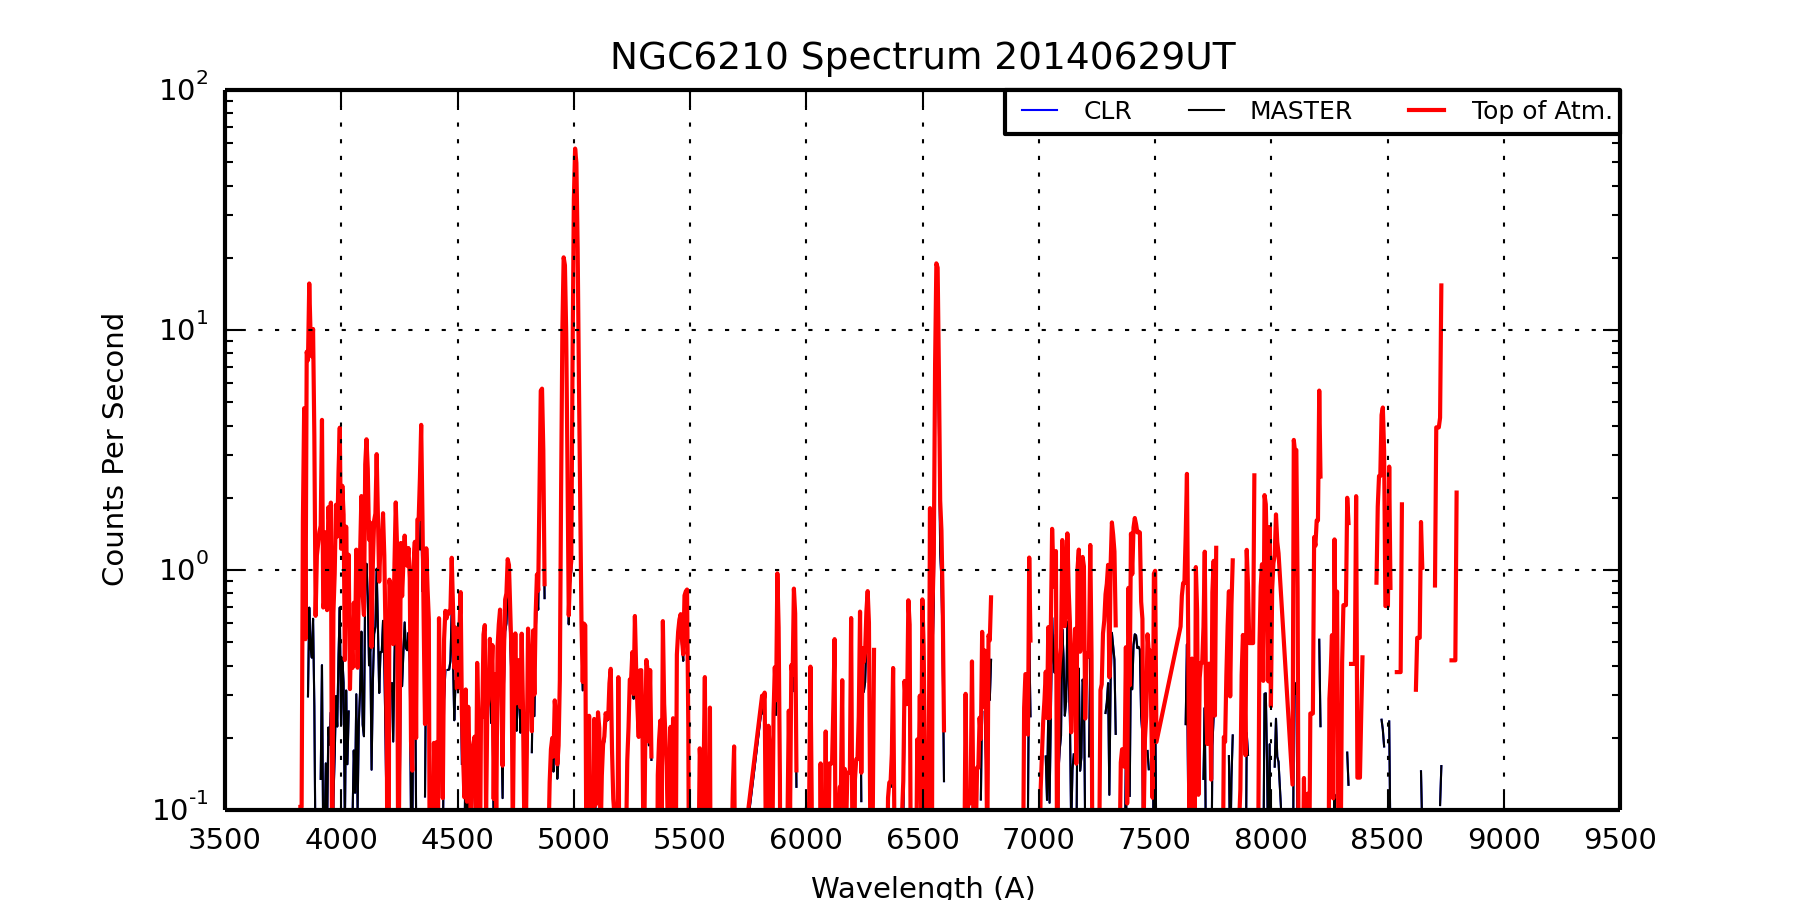 NGC6210 Spectrum 20140629UT
CLR MASTER Top of Atm.
10²
10¹
10⁰
10⁻¹
Counts Per Second
3500 4000 4500 5000 5500 6000 6500 7000 7500 8000 8500 9000 9500
Wavelength (A)